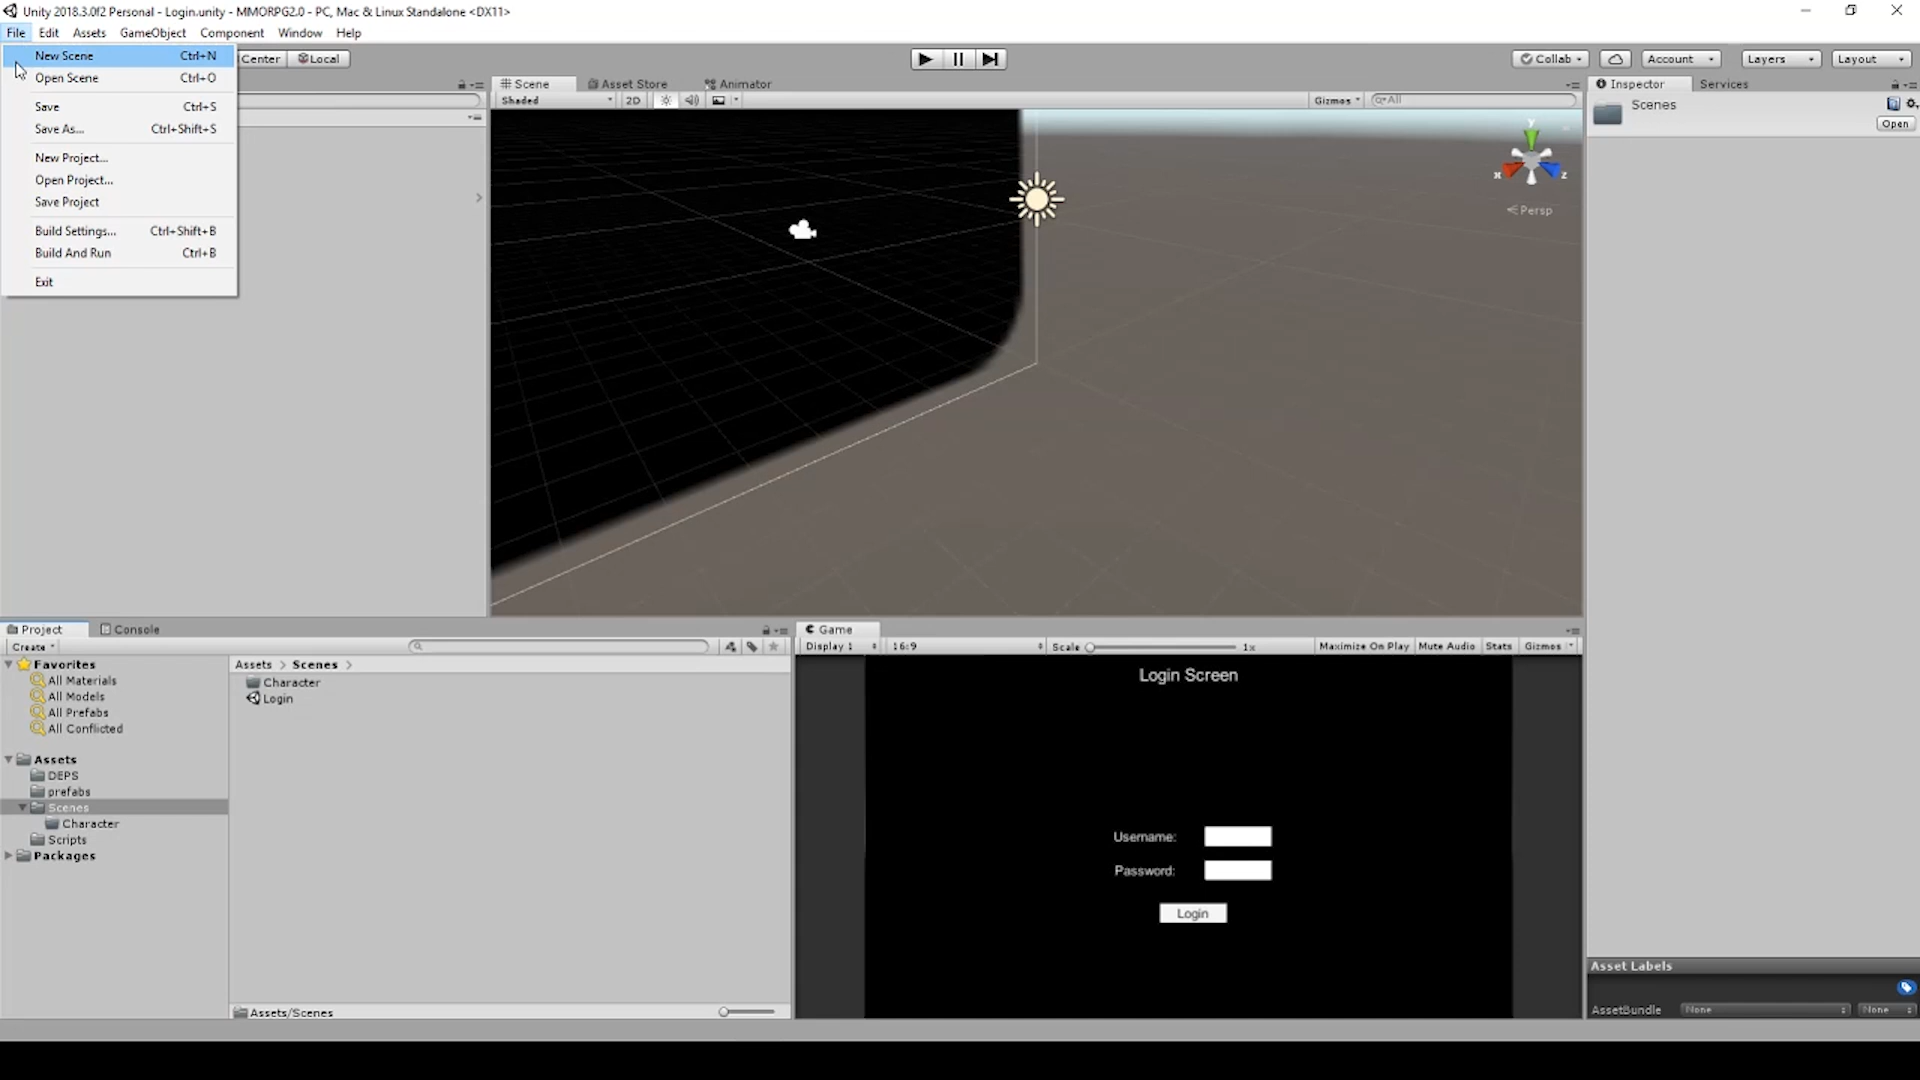 Unity 2018.3.0f2 Personal - Login.unity - MMORPG2.0 - PC, Mac & Linux Standalone <DX11>
File Edit Assets GameObject Component Window Help
New Scene Ctrl+N
Open Scene Ctrl+O
Save Ctrl+S
Save As... Ctrl+Shift+S
New Project...
Open Project...
Save Project
Build Settings... Ctrl+Shift+B
Build And Run Ctrl+B
Exit
Center Local
Collab Account Layers Layout
Scene Asset Store Animator
Shaded 2D Gizmos All
y
x
z
Persp
Inspector Services
Scenes
Open
Project Console
Create
Favorites
All Materials
All Models
All Prefabs
All Conflicted
Assets
DEPS
prefabs
Scenes
Character
Scripts
Packages
Assets > Scenes >
Character
Login
Assets/Scenes
Game
Display 1 16:9 Scale 1x Maximize On Play Mute Audio Stats Gizmos
Login Screen
Username:
Password:
Login
Asset Labels
AssetBundle None None